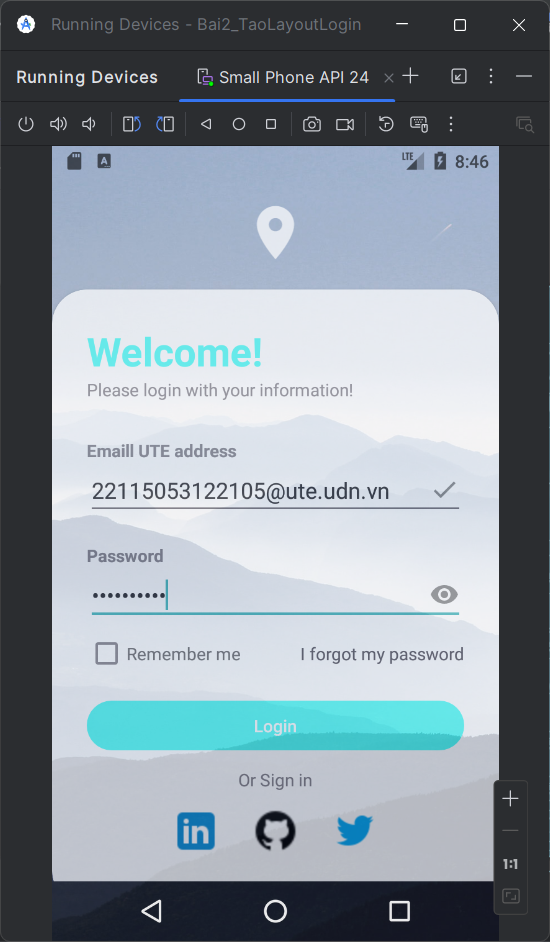 Running Devices - Bai2_TaoLayoutLogin
Running Devices
Small Phone API 24
LTE
8:46
Welcome!
Please login with your information!
Emaill UTE address
22115053122105@ute.udn.vn
Password
••••••••••
Remember me
I forgot my password
Login
Or Sign in
in
1:1